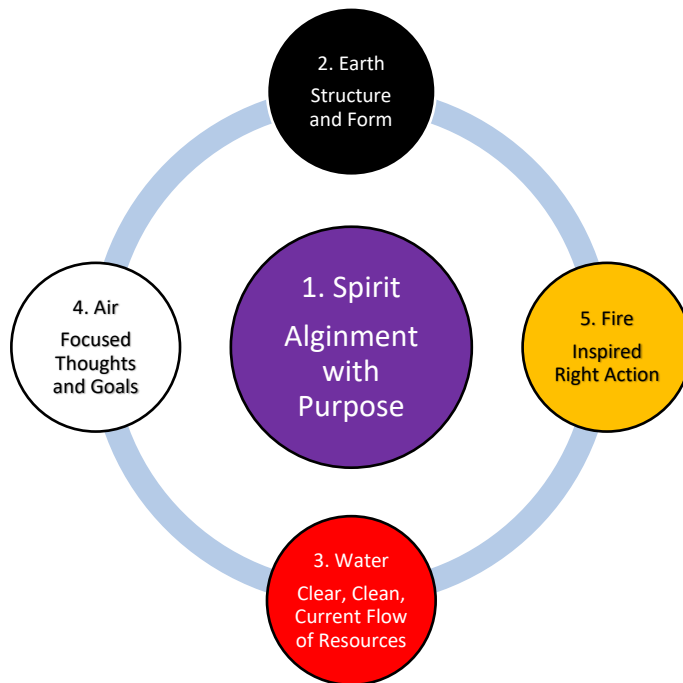 2. Earth
Structure
and Form
1. Spirit
Alginment
with
Purpose
4. Air
Focused
Thoughts
and Goals
5. Fire
Inspired
Right Action
3. Water
Clear, Clean,
Current Flow
of Resources